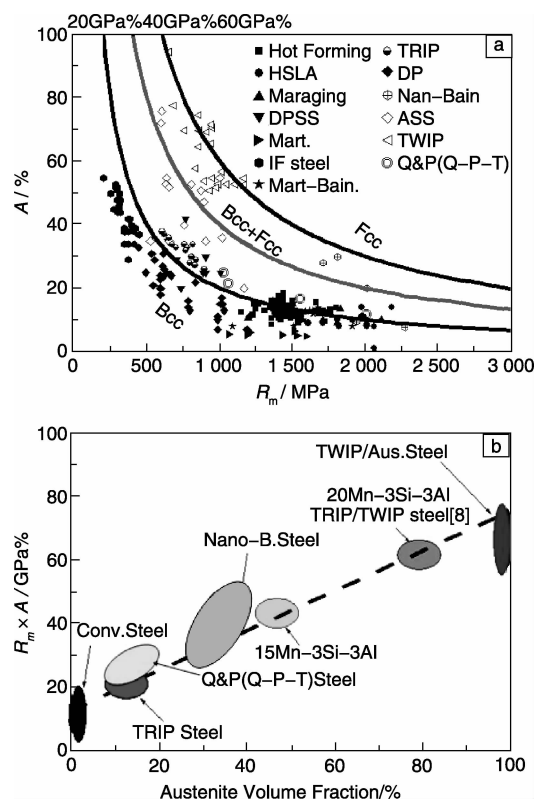 20GPa%40GPa%60GPa%
a
100
80
60
40
20
0
A / %
Hot Forming
HSLA
Maraging
DPSS
Mart.
IF steel
Mart-Bain.
TRIP
DP
Nan-Bain
ASS
TWIP
Q&P(Q-P-T)
Bcc+Fcc
Fcc
Bcc
0 500 1 000 1 500 2 000 2 500 3 000
Rm / MPa
b
100
80
60
40
20
0
Rm × A / GPa%
TWIP/Aus.Steel
20Mn-3Si-3Al
TRIP/TWIP steel[8]
Nano-B.Steel
Conv.Steel
15Mn-3Si-3Al
Q&P(Q-P-T)Steel
TRIP Steel
0 20 40 60 80 100
Austenite Volume Fraction/%